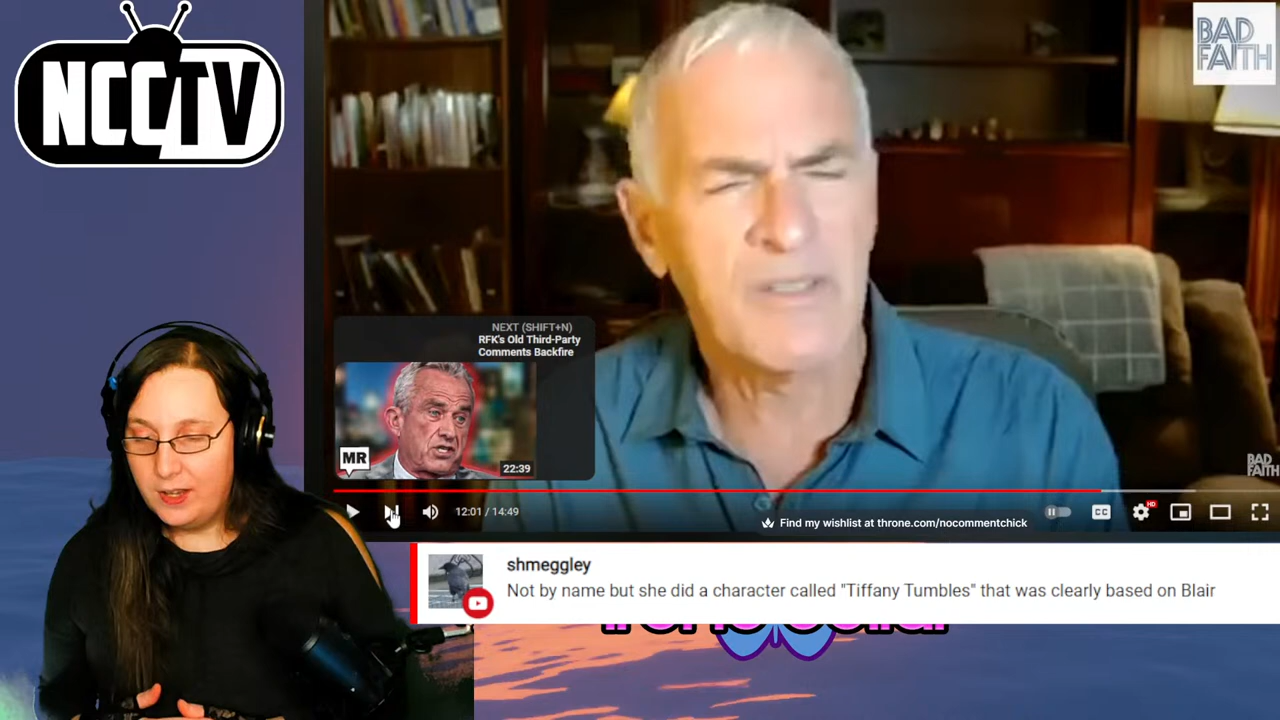 NCCTV
BAD
FAITH
NEXT (SHIFT+N)
RFK's Old Third-Party
Comments Backfire
MR
22:39
BAD
FAITH
12:01 / 14:49
CC
HD
Find my wishlist at throne.com/nocommentchick
shmeggley
Not by name but she did a character called "Tiffany Tumbles" that was clearly based on Blair